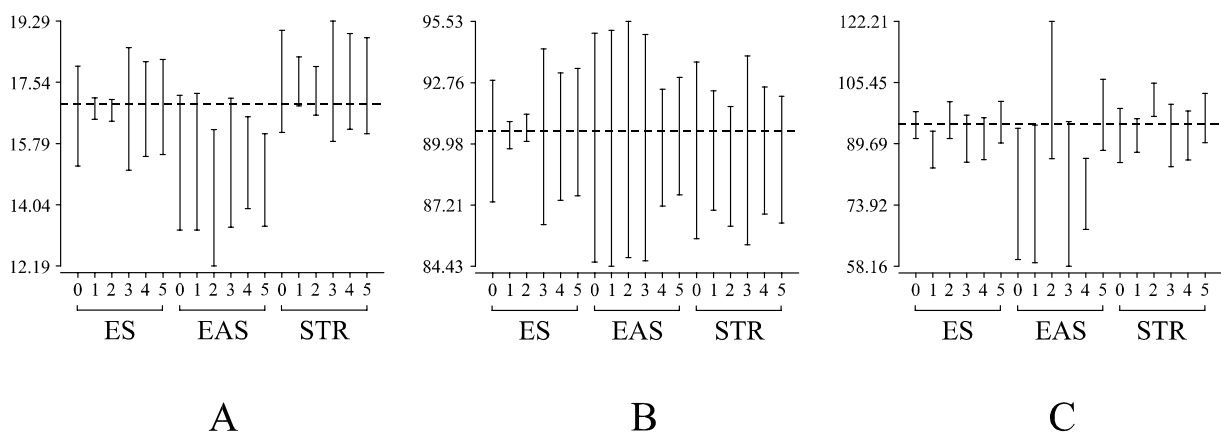 19.29
17.54
15.79
14.04
12.19
0 1 2 3 4 5 0 1 2 3 4 5 0 1 2 3 4 5
ES EAS STR
A
95.53
92.76
89.98
87.21
84.43
0 1 2 3 4 5 0 1 2 3 4 5 0 1 2 3 4 5
ES EAS STR
B
122.21
105.45
89.69
73.92
58.16
0 1 2 3 4 5 0 1 2 3 4 5 0 1 2 3 4 5
ES EAS STR
C